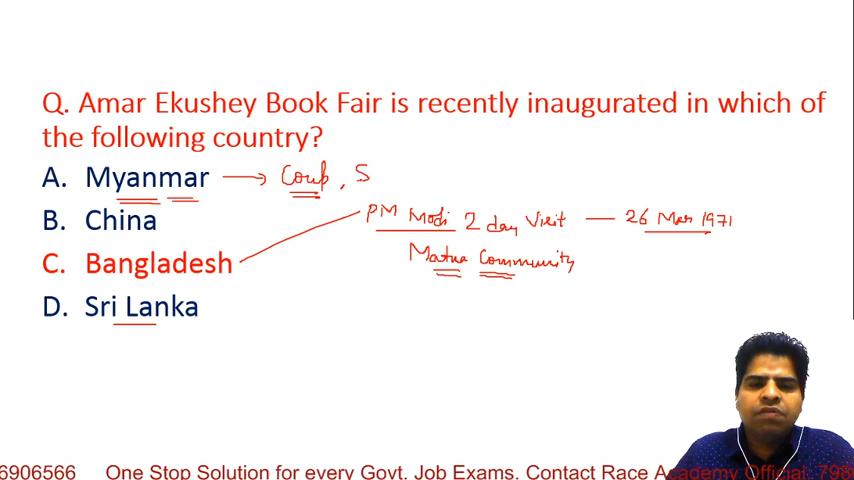 Q. Amar Ekushey Book Fair is recently inaugurated in which of
the following country?
A. Myanmar → Coup, S
B. China
PM Modi 2 day Visit — 26 Mar 1971
C. Bangladesh
Matua Community
D. Sri Lanka
6906566 One Stop Solution for every Govt. Job Exams. Contact Race Academy Official. 798